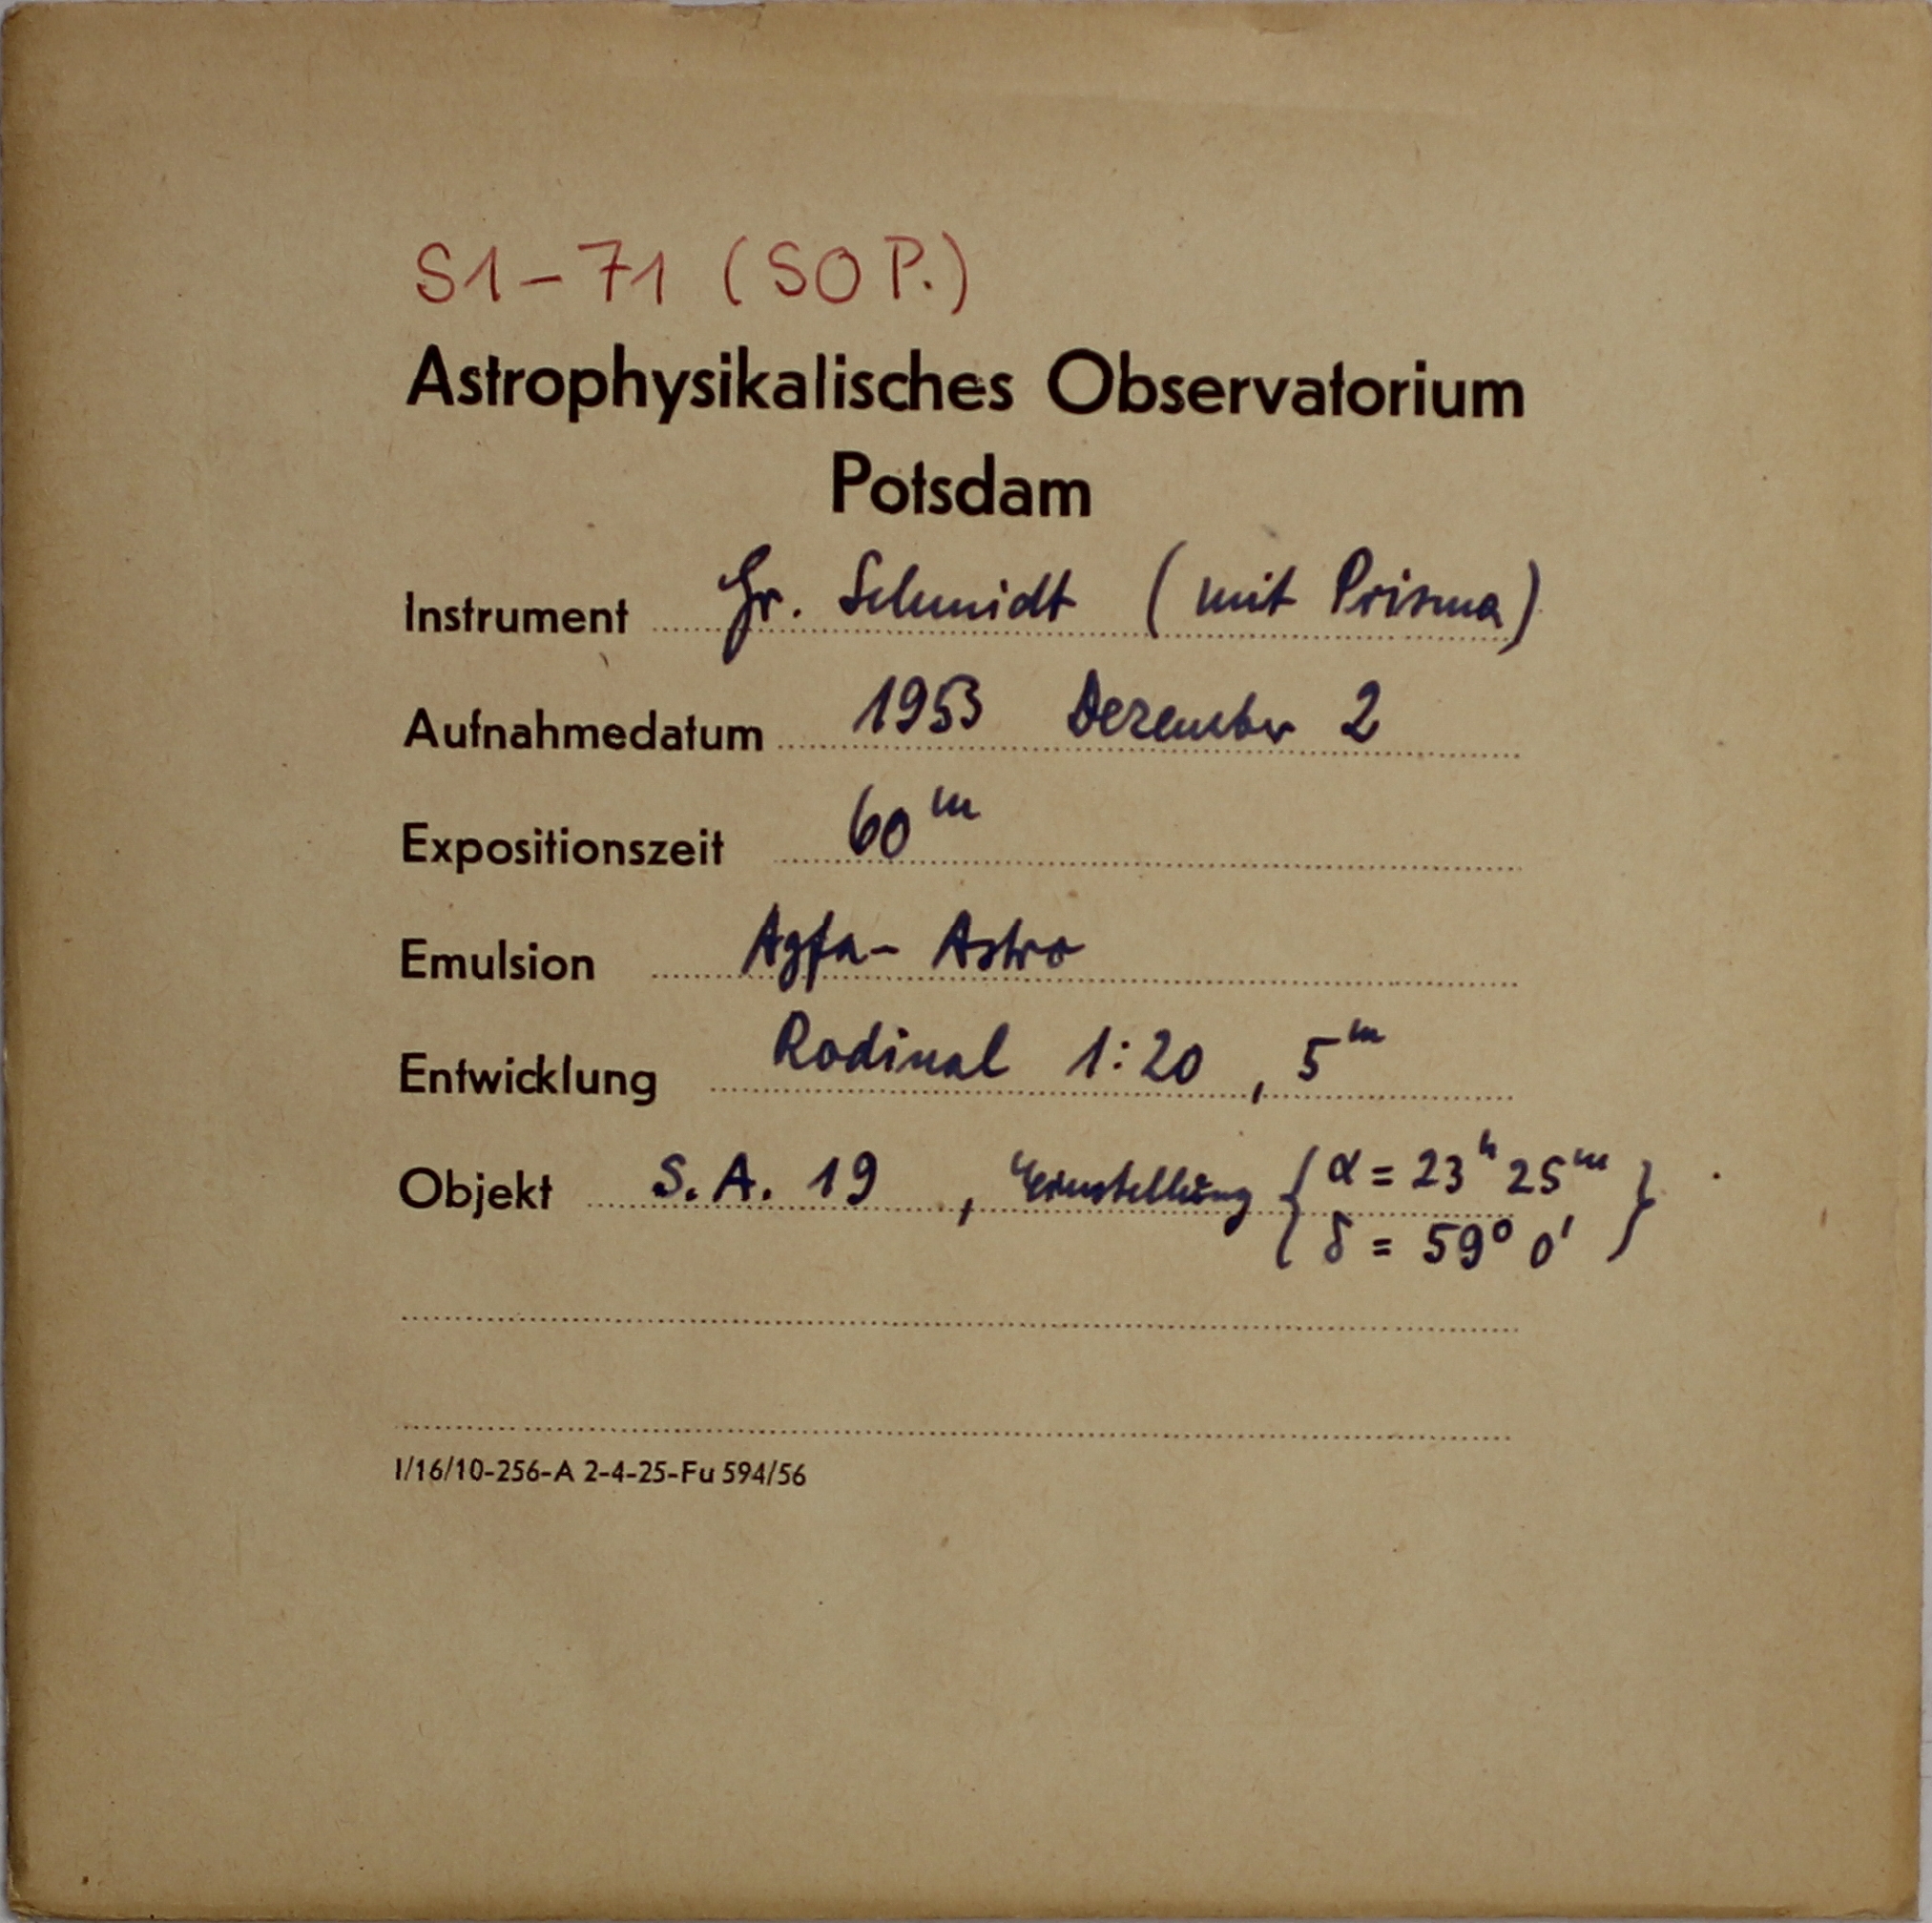 S1-71 (SOP.)
Astrophysikalisches Observatorium
Potsdam
Instrument Gr. Schmidt (mit Prisma)
Aufnahmedatum 1953 Dezember 2
Expositionszeit 60ᵐ
Emulsion Agfa-Astro
Entwicklung Rodinal 1:20, 5ᵐ
Objekt S.A. 19, Einstellung { α = 23ʰ 25ᵐ }
δ = 59° 0'
I/16/10-256-A 2-4-25-Fu 594/56